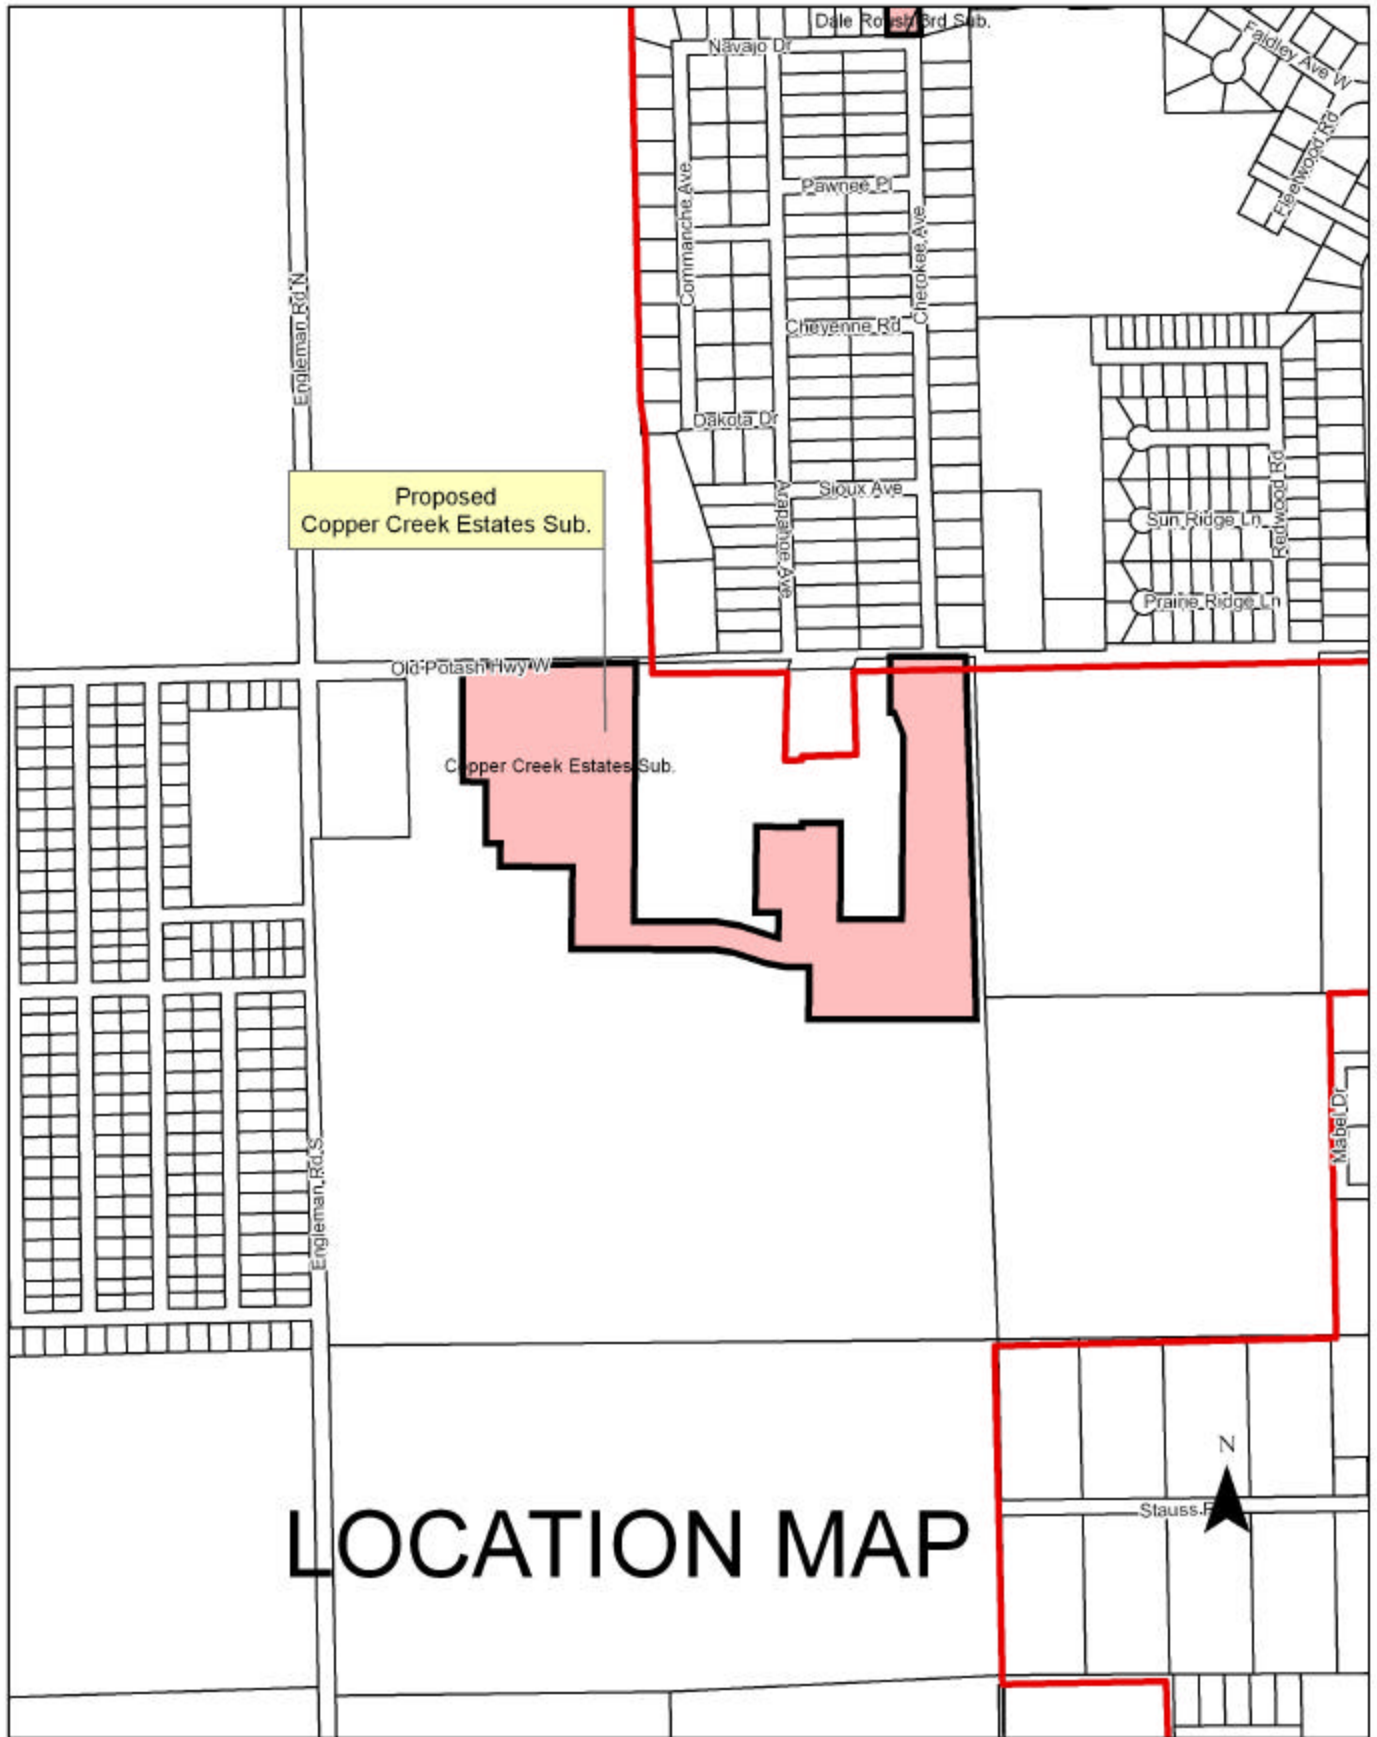 Dale Roush 3rd Sub.
Navajo Dr
Faidley Ave W
Fleetwood Rd
Commanche Ave
Pawnee Pl
Cherokee Ave
Engleman Rd N
Cheyenne Rd
Dakota Dr
Redwood Rd
Proposed
Copper Creek Estates Sub.
Sioux Ave
Arapahoe Ave
Sun Ridge Ln
Prairie Ridge Ln
Old Potash Hwy W
Copper Creek Estates Sub.
Mabel Dr
Engleman Rd S
N
Stauss
LOCATION MAP